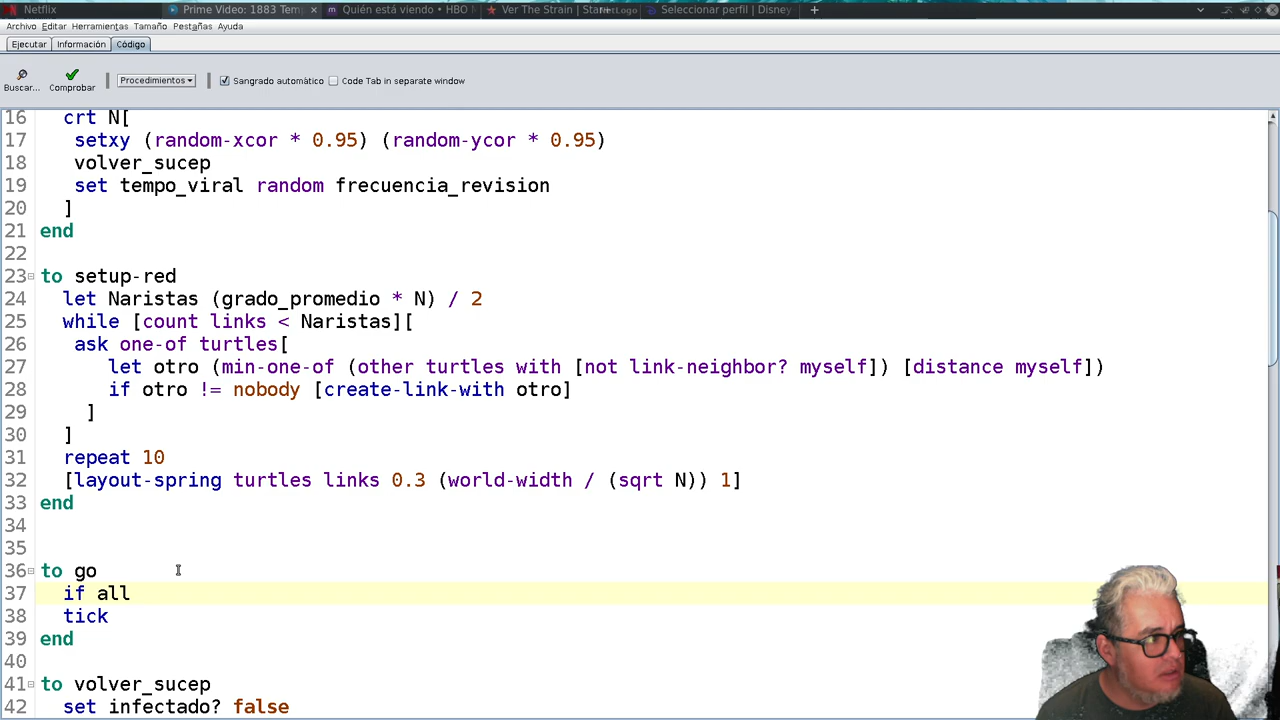 Netflix
Prime Video: 1883 Tem
Quién está viendo • HBO
Ver The Strain | Star+
Seleccionar perfil | Disney
Archivo Editar Herramientas Tamaño Pestañas Ayuda
Ejecutar Información Código
Buscar... Comprobar Procedimientos Sangrado automático Code Tab in separate window
16 crt N[
17 setxy (random-xcor * 0.95) (random-ycor * 0.95)
18 volver_sucep
19 set tempo_viral random frecuencia_revision
20 ]
21 end
22
23 to setup-red
24 let Naristas (grado_promedio * N) / 2
25 while [count links < Naristas][
26 ask one-of turtles[
27 let otro (min-one-of (other turtles with [not link-neighbor? myself]) [distance myself])
28 if otro != nobody [create-link-with otro]
29 ]
30 ]
31 repeat 10
32 [layout-spring turtles links 0.3 (world-width / (sqrt N)) 1]
33 end
34
35
36 to go
37 if all
38 tick
39 end
40
41 to volver_sucep
42 set infectado? false